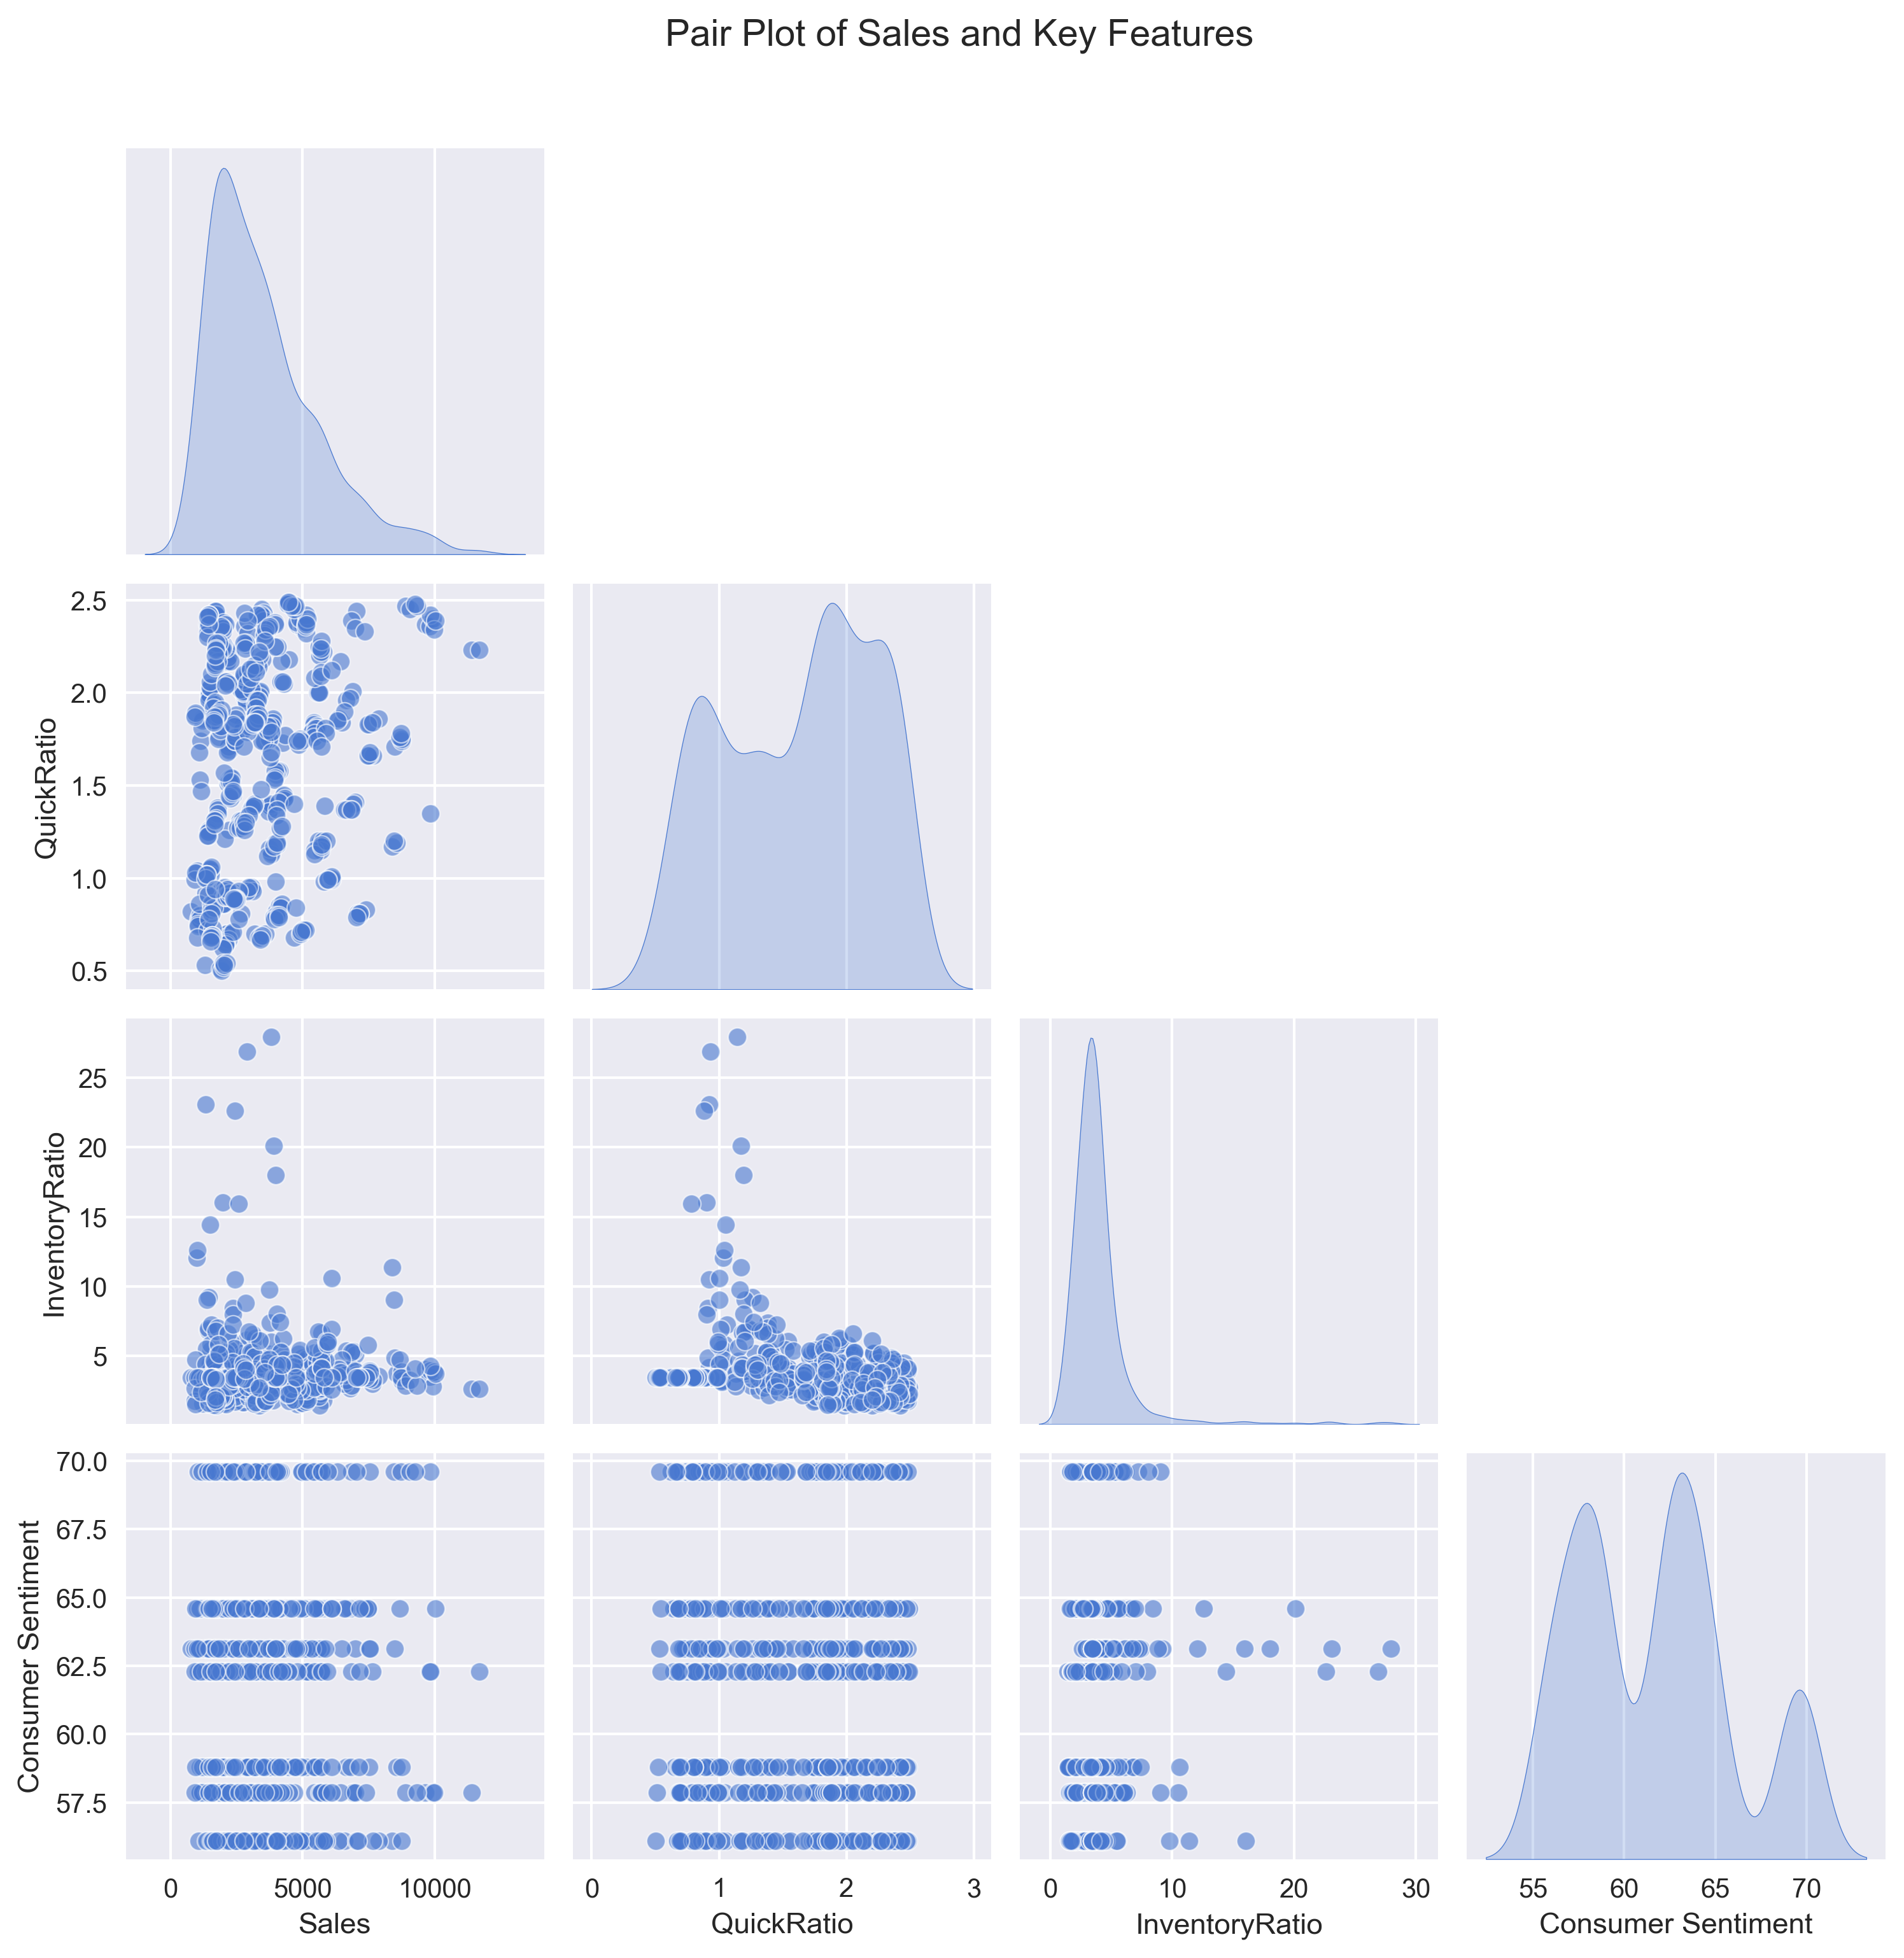 Pair Plot of Sales and Key Features
2.5
2.0
1.5
1.0
0.5
QuickRatio
25
20
15
10
5
InventoryRatio
70.0
67.5
65.0
62.5
60.0
57.5
Consumer Sentiment
0 5000 10000
0 1 2 3
0 10 20 30
55 60 65 70
Sales
QuickRatio
InventoryRatio
Consumer Sentiment